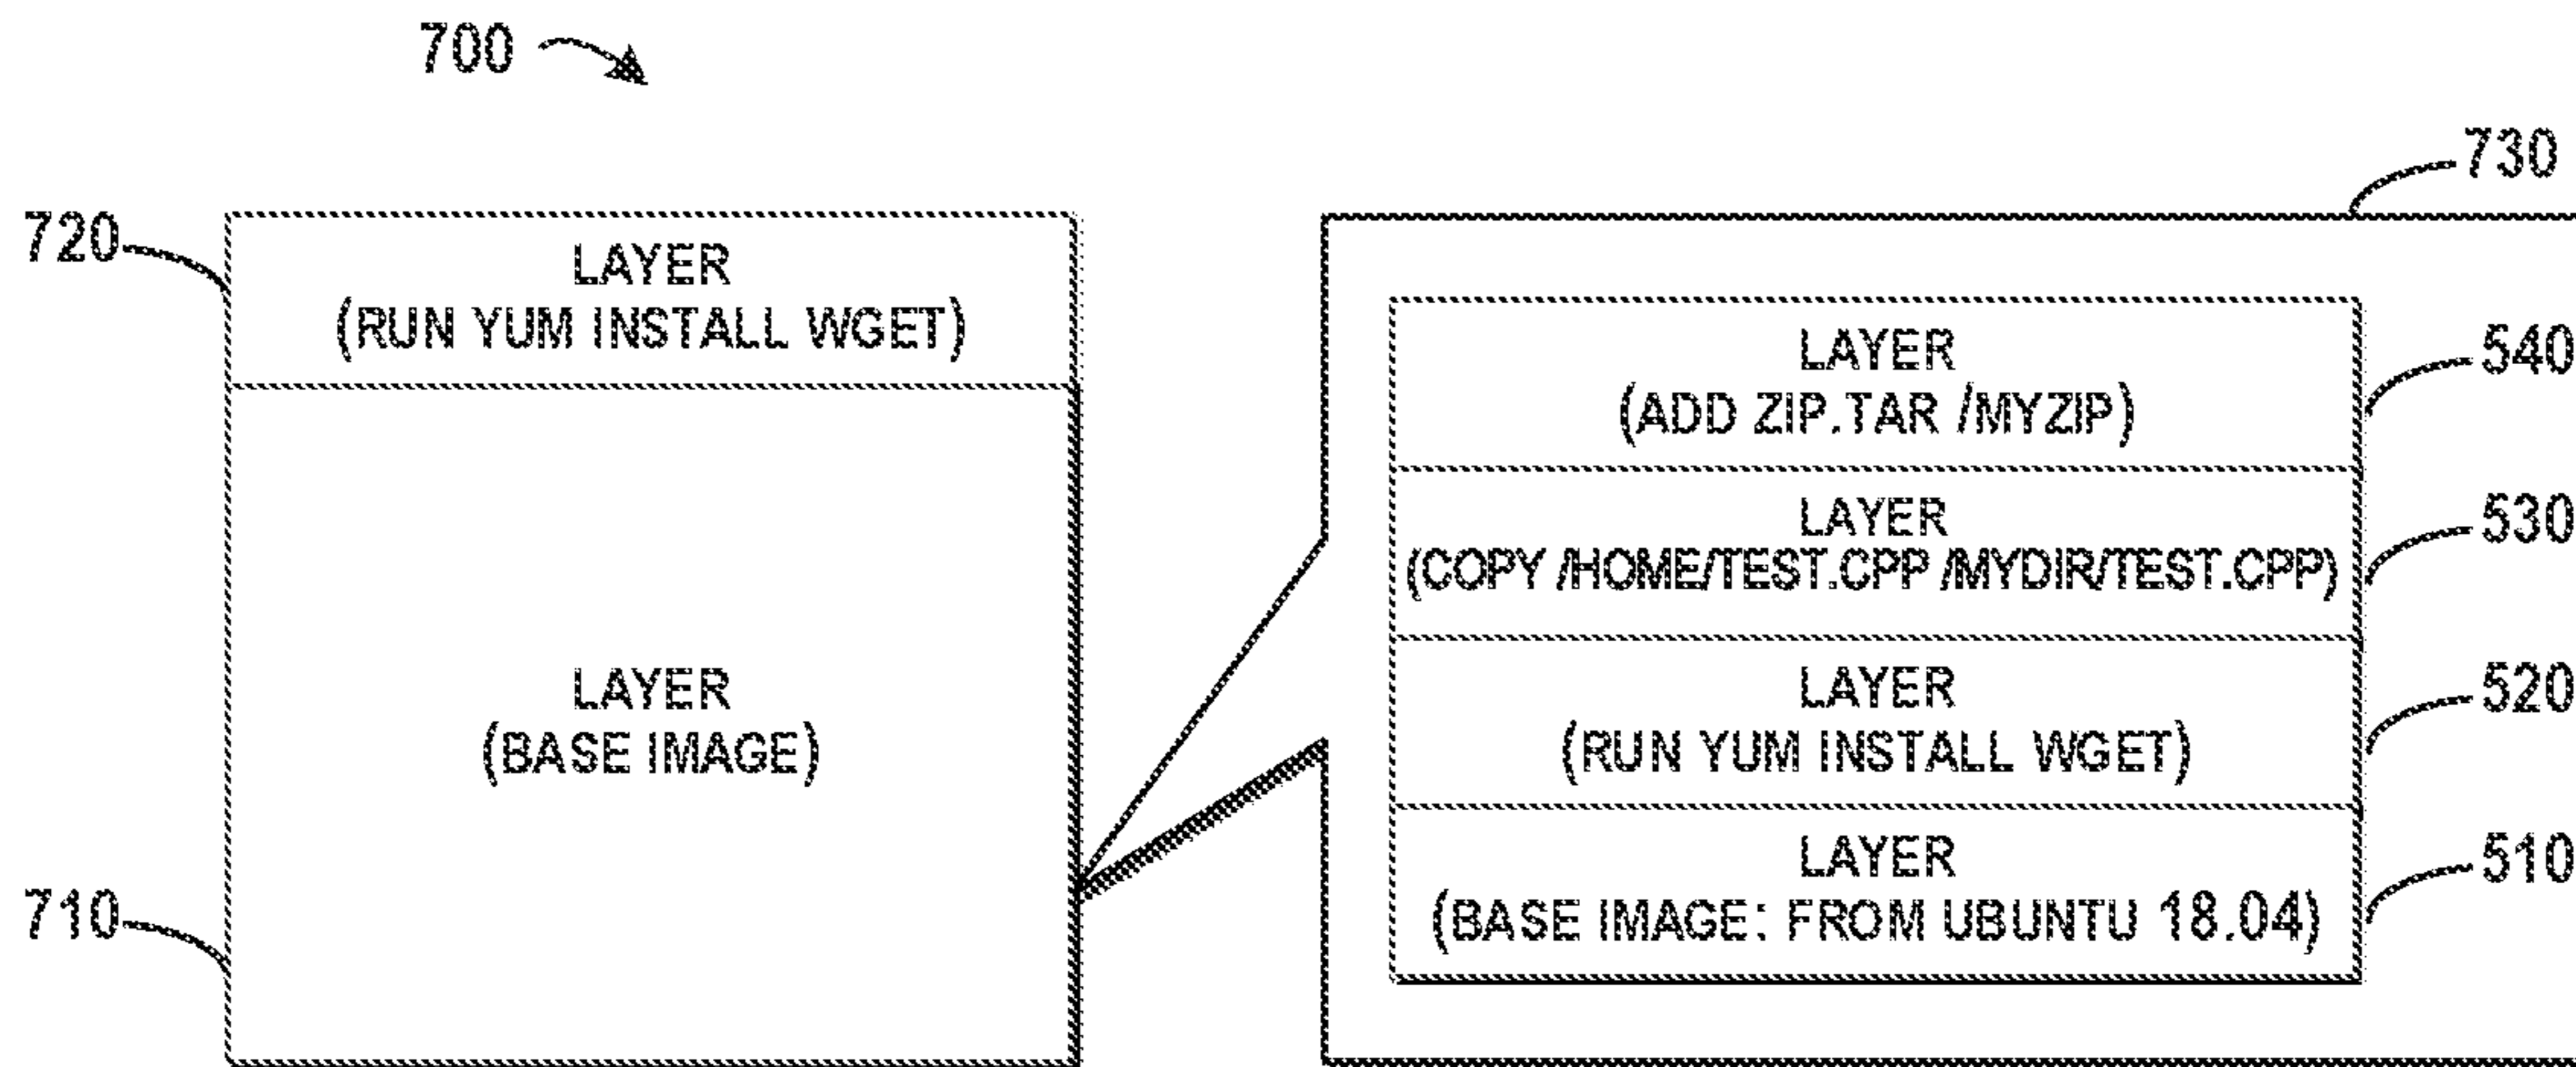 700
730
720
LAYER
(RUN YUM INSTALL WGET)
LAYER
(BASE IMAGE)
710
LAYER
(ADD ZIP.TAR /MYZIP)
540
LAYER
(COPY /HOME/TEST.CPP /MYDIR/TEST.CPP)
530
LAYER
(RUN YUM INSTALL WGET)
520
LAYER
(BASE IMAGE: FROM UBUNTU 18.04)
510